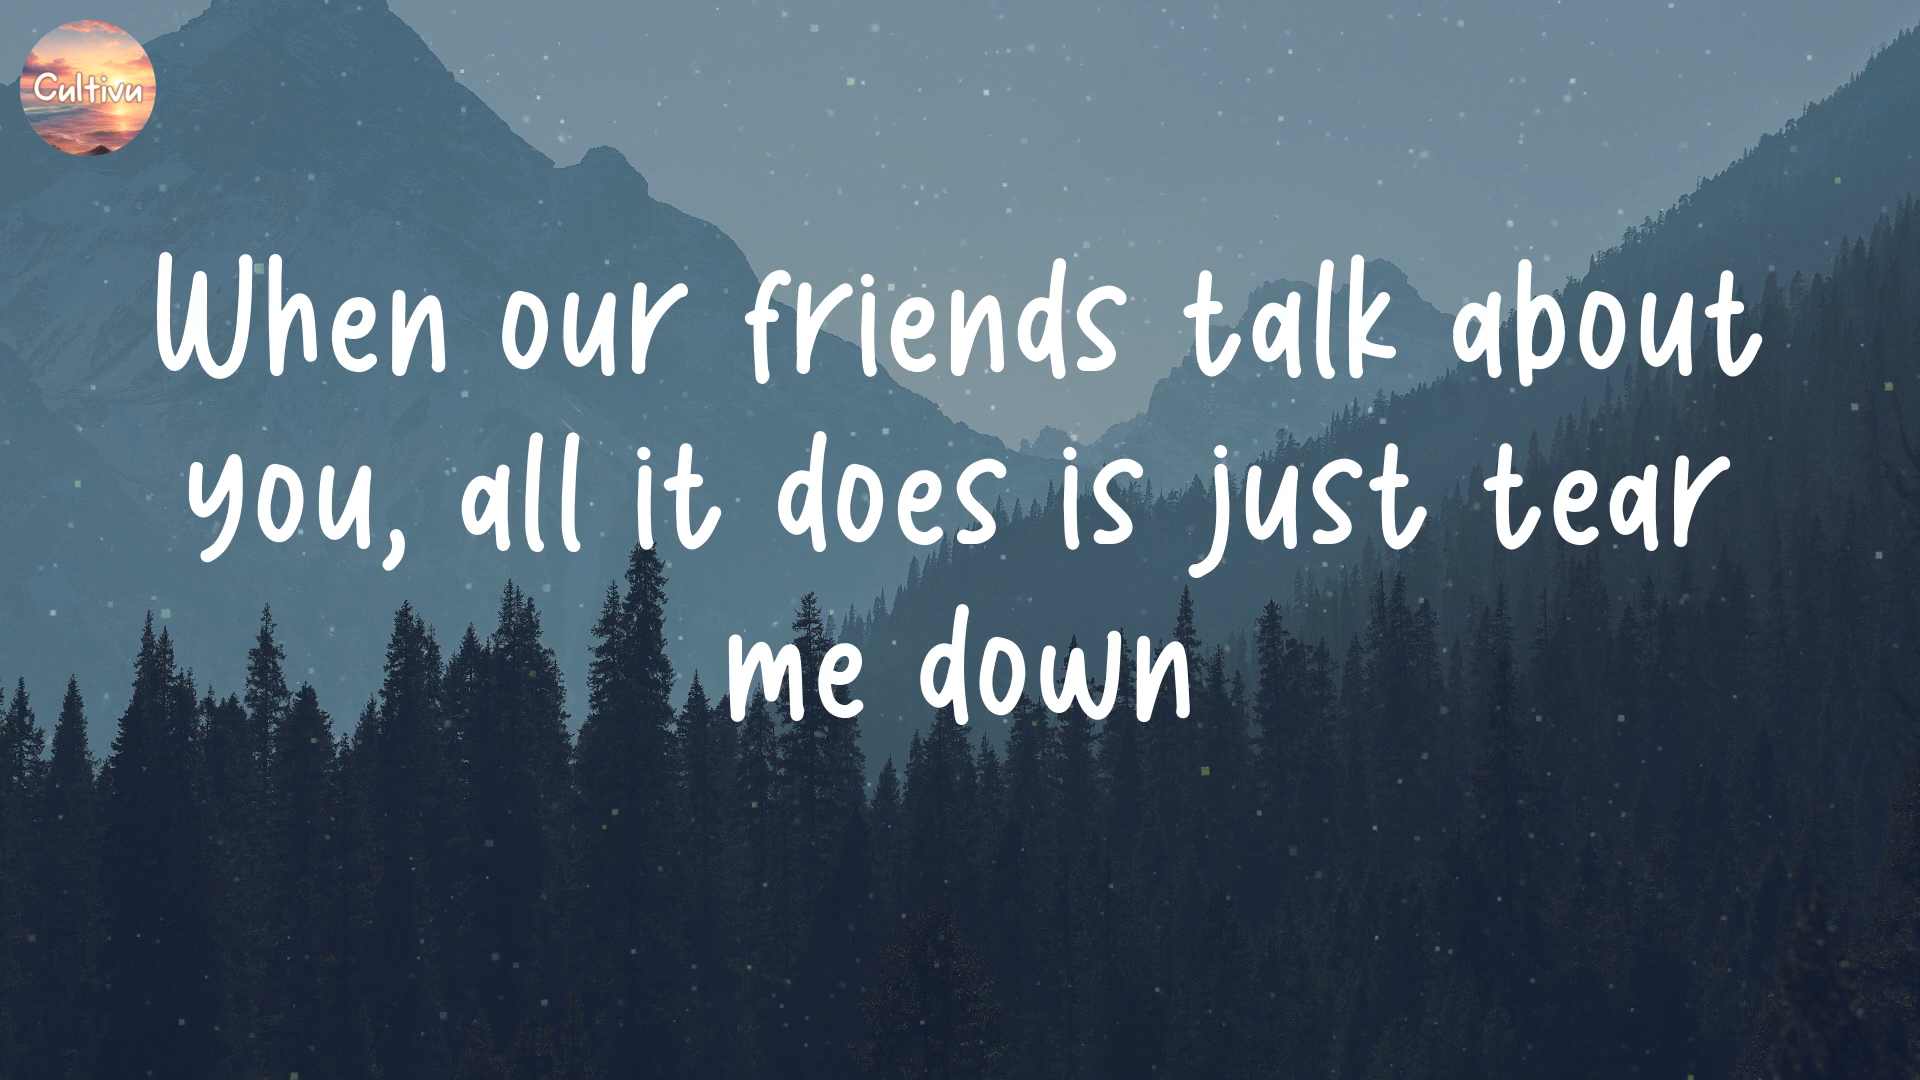 Cultivu
When our friends talk about
you, all it does is just tear
me down